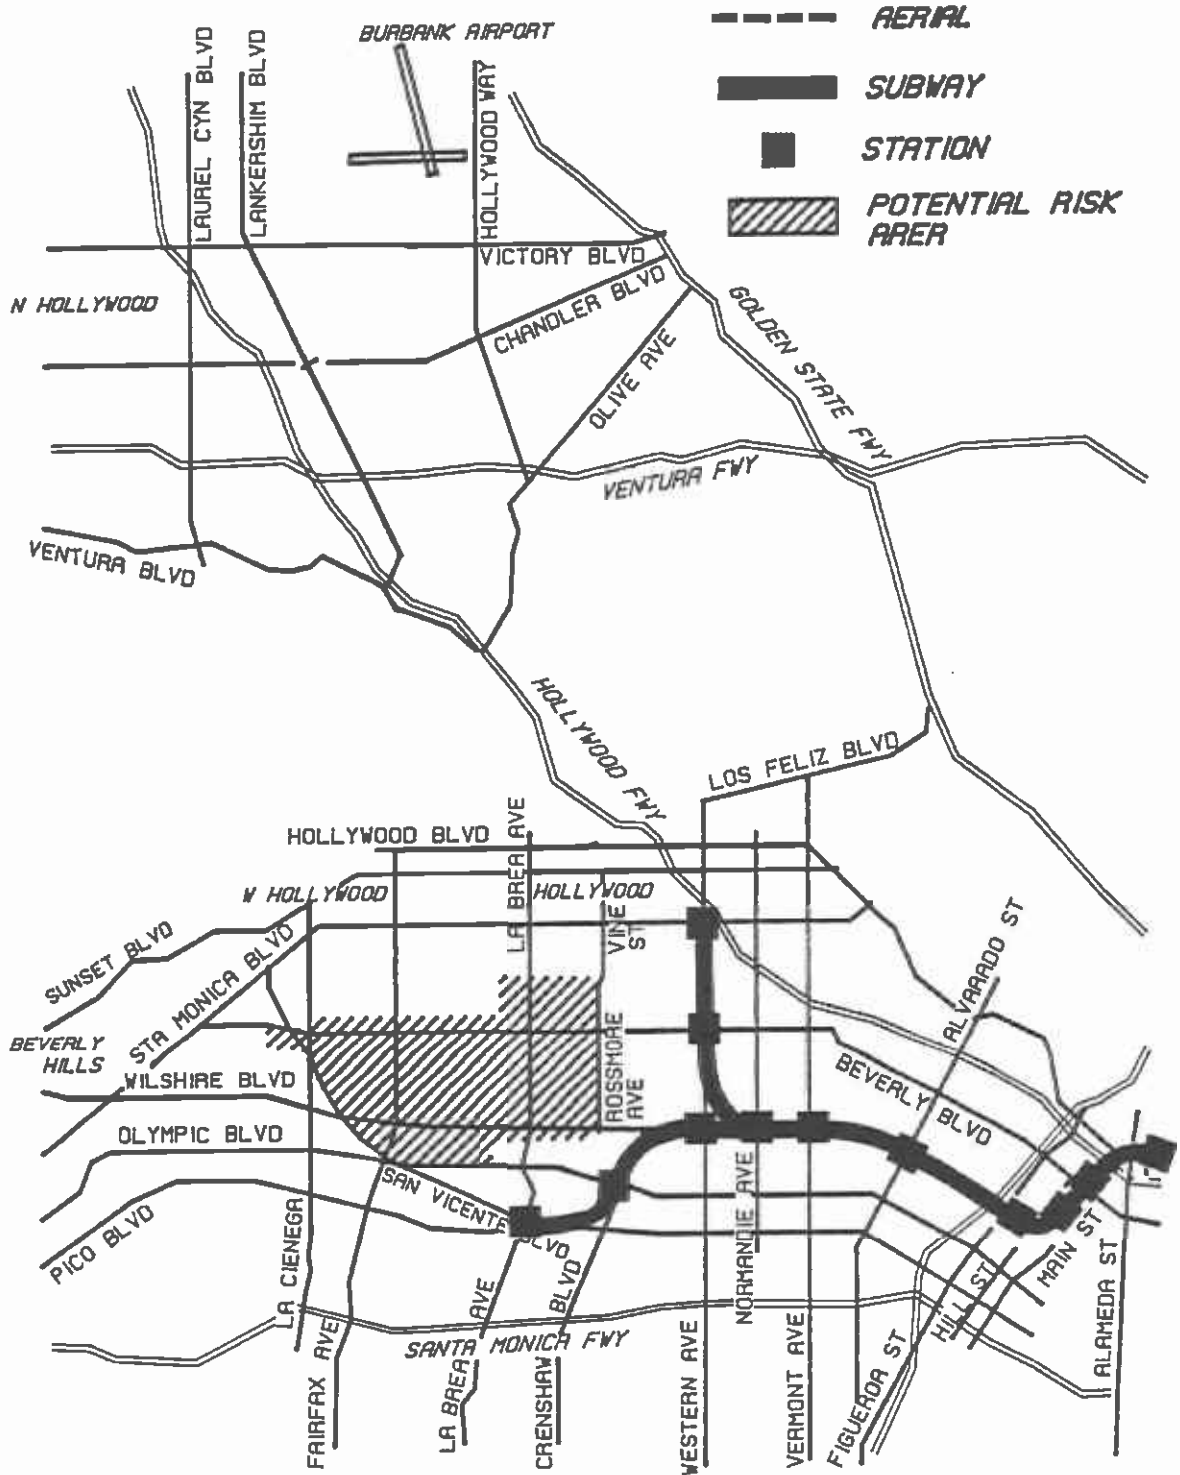 AERIAL
SUBWAY
STATION
POTENTIAL RISK
ARER
BURBANK AIRPORT
LAUREL CYN BLVD
LANKERSHIM BLVD
HOLLYWOOD WAY
VICTORY BLVD
N HOLLYWOOD
CHANDLER BLVD
GOLDEN STATE FWY
OLIVE AVE
VENTURA FWY
VENTURA BLVD
HOLLYWOOD FWY
LOS FELIZ BLVD
HOLLYWOOD BLVD
LA BREA AVE
W HOLLYWOOD
HOLLYWOOD
VINE
ST
SUNSET BLVD
STA MONICA BLVD
ALVARADO ST
BEVERLY
HILLS
ROSSMORE
AVE
WILSHIRE BLVD
BEVERLY BLVD
OLYMPIC BLVD
SAN VICENTE BLVD
NORMANDIE AVE
PICO BLVD
LA CIENEGA
MAIN ST
HILL ST
ALAMEDA ST
SANTA MONICA FWY
FAIRFAX AVE
LA BREA AVE
CRENSHAW BLVD
WESTERN AVE
VERMONT AVE
FIGUEROA ST